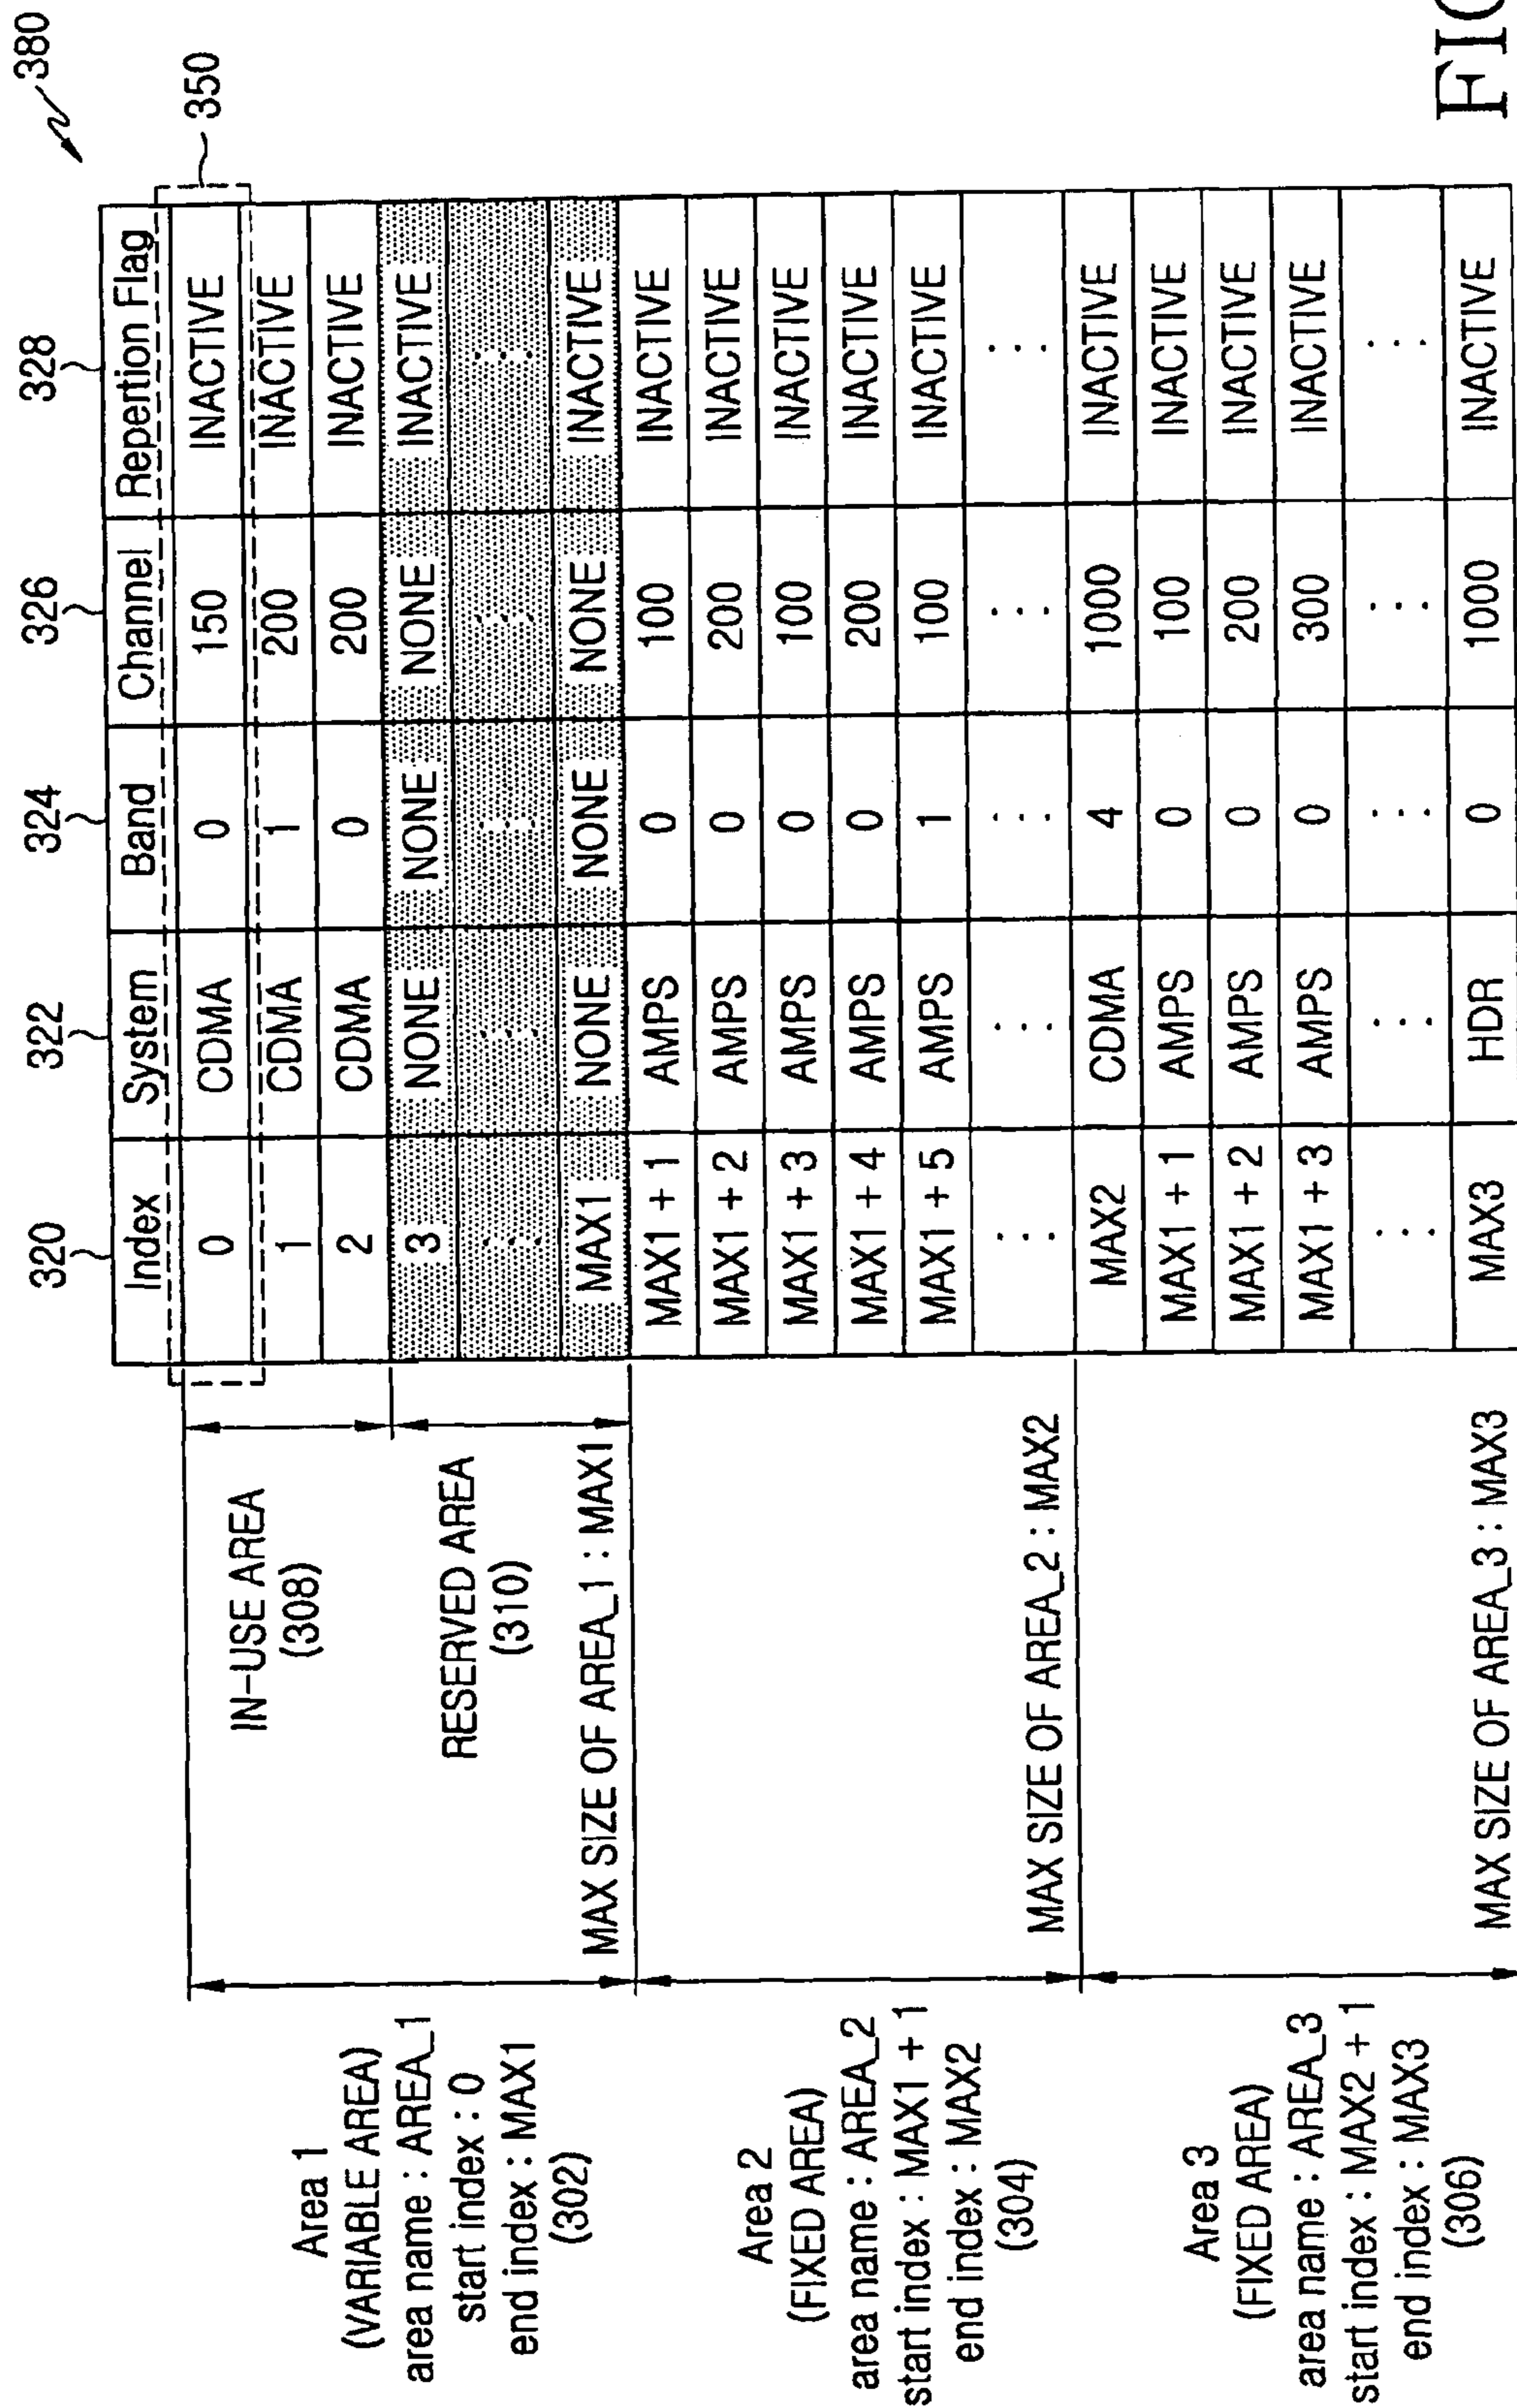 380
350
320 322 324 326 328
Index System Band Channel Repention Flag
0 CDMA 0 150 INACTIVE
1 CDMA 1 200 INACTIVE
2 CDMA 0 200 INACTIVE
3 NONE NONE NONE INACTIVE
... ... ... ... ...
MAX1 NONE NONE NONE INACTIVE
MAX1 + 1 AMPS 0 100 INACTIVE
MAX1 + 2 AMPS 0 200 INACTIVE
MAX1 + 3 AMPS 0 100 INACTIVE
MAX1 + 4 AMPS 0 200 INACTIVE
MAX1 + 5 AMPS 1 100 INACTIVE
... ... ... ... ...
MAX2 CDMA 4 1000 INACTIVE
MAX1 + 1 AMPS 0 100 INACTIVE
MAX1 + 2 AMPS 0 200 INACTIVE
MAX1 + 3 AMPS 0 300 INACTIVE
... ... ... ... ...
MAX3 HDR 0 1000 INACTIVE
IN-USE AREA
(308)
RESERVED AREA
(310)
MAX SIZE OF AREA_1 : MAX1
MAX SIZE OF AREA_2 : MAX2
MAX SIZE OF AREA_3 : MAX3
Area 1
(VARIABLE AREA)
area name : AREA_1
start index : 0
end index : MAX1
(302)
Area 2
(FIXED AREA)
area name : AREA_2
start index : MAX1 + 1
end index : MAX2
(304)
Area 3
(FIXED AREA)
area name : AREA_3
start index : MAX2 + 1
end index : MAX3
(306)